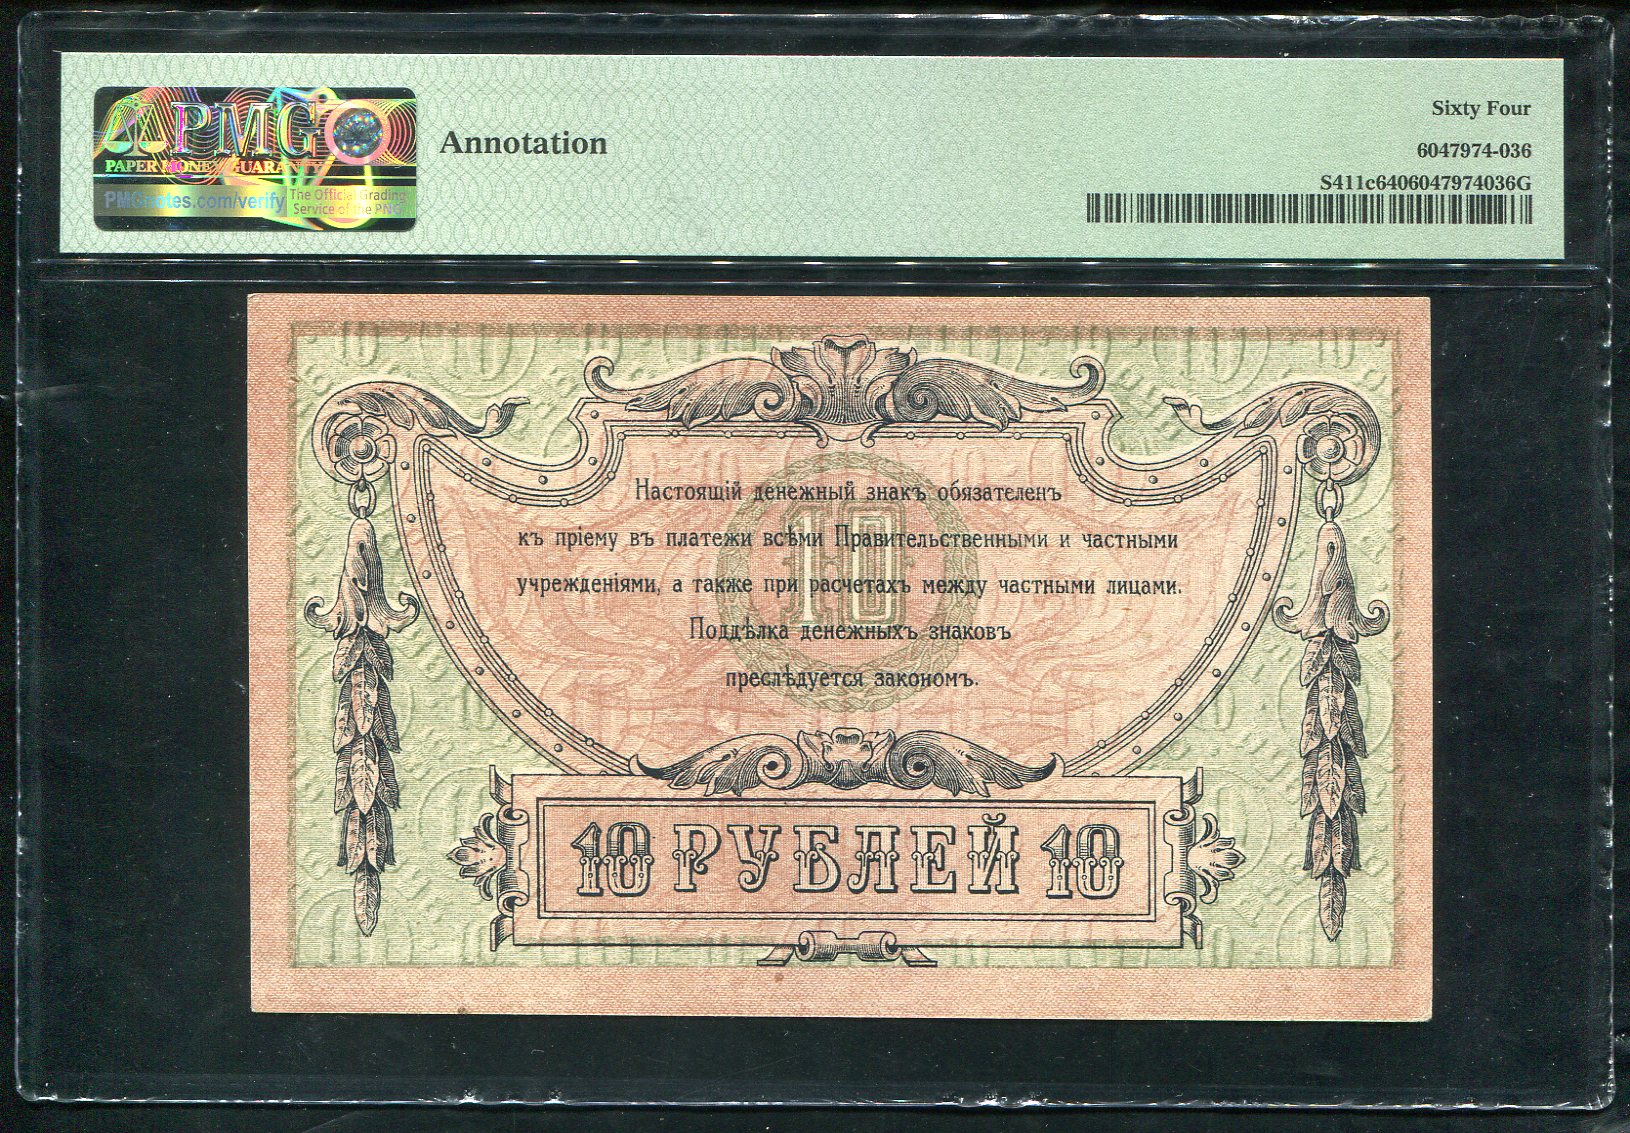 PMG
PAPER MONEY GUARANTY
PMGnotes.com/verify
The Official Grading
Service of the PNG
Annotation
Sixty Four
6047974-036
S411c6406047974036G
Настоящій денежный знакъ обязателенъ
къ пріему въ платежи всѣми Правительственными и частными
учрежденіями, а также при расчетахъ между частными лицами.
10
Поддѣлка денежныхъ знаковъ
преслѣдуется закономъ.
10 РУБЛЕЙ 10